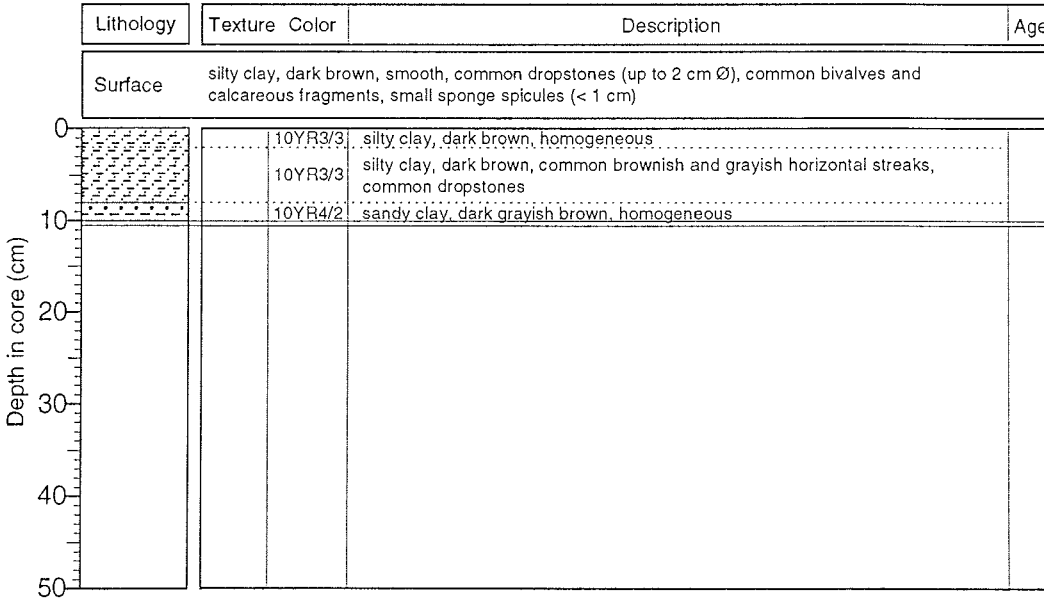 Lithology Texture Color Description Age
Surface
silty clay, dark brown, smooth, common dropstones (up to 2 cm Ø), common bivalves and
calcareous fragments, small sponge spicules (< 1 cm)
0
10YR3/3 silty clay, dark brown, homogeneous
10YR3/3 silty clay, dark brown, common brownish and grayish horizontal streaks,
common dropstones
10YR4/2 sandy clay, dark grayish brown, homogeneous
10
20
30
40
50
Depth in core (cm)